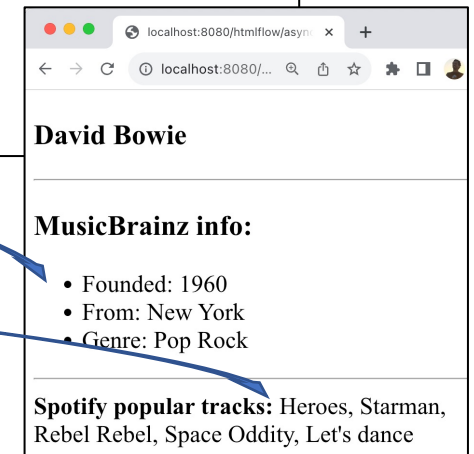 localhost:8080/htmlflow/asyn
localhost:8080/...
David Bowie
MusicBrainz info:
• Founded: 1960
• From: New York
• Genre: Pop Rock
Spotify popular tracks: Heroes, Starman,
Rebel Rebel, Space Oddity, Let's dance